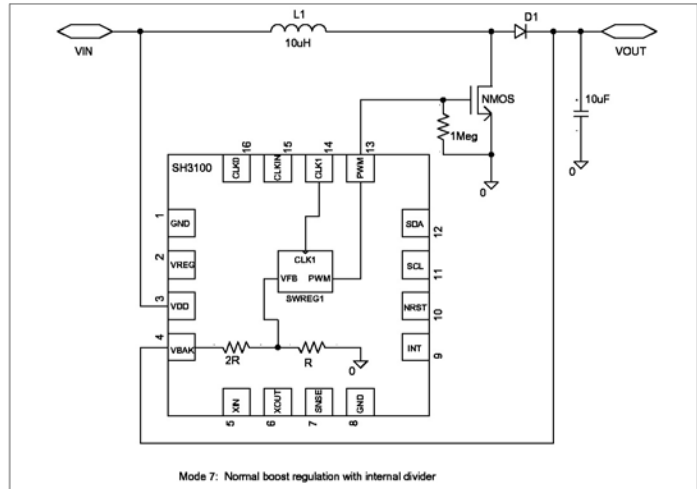 L1
D1
VIN
10uH
VOUT
NMOS
10uF
1Meg
0
0
SH3100
CLK0
16
CLKIN
15
CLK1
14
PWM
13
1
GND
2
VREG
3
VDD
4
VBAK
SDA
12
SCL
11
NRST
10
INT
9
CLK1
VFB PWM
SWREG1
2R
R
0
XIN
5
XOUT
6
SNSE
7
GND
8
Mode 7: Normal boost regulation with internal divider